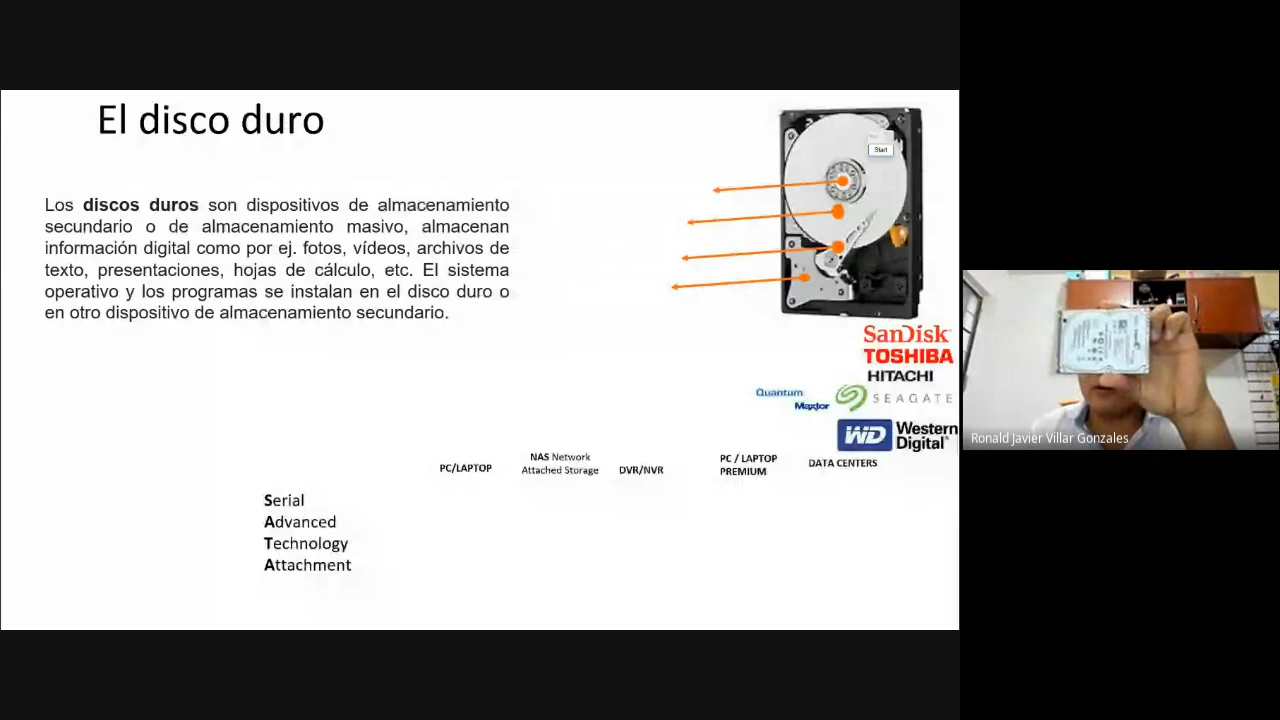 El disco duro
Los discos duros son dispositivos de almacenamiento
secundario o de almacenamiento masivo, almacenan
información digital como por ej. fotos, vídeos, archivos de
texto, presentaciones, hojas de cálculo, etc. El sistema
operativo y los programas se instalan en el disco duro o
en otro dispositivo de almacenamiento secundario.
Start
SanDisk
TOSHIBA
HITACHI
Quantum
Maxtor
SEAGATE
WD Western
Digital
PC/LAPTOP
NAS Network
Attached Storage
DVR/NVR
PC / LAPTOP
PREMIUM
DATA CENTERS
Serial
Advanced
Technology
Attachment
Ronald Javier Villar Gonzales